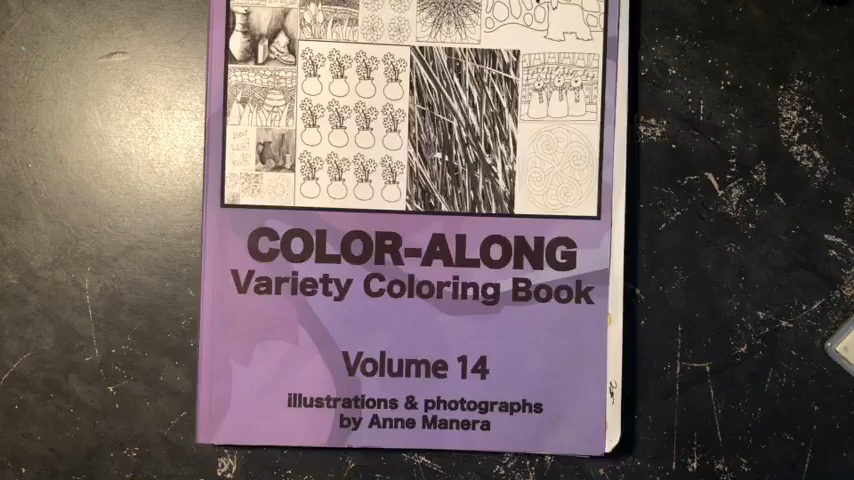 COLOR-ALONG
Variety Coloring Book
Volume 14
illustrations & photographs
by Anne Manera